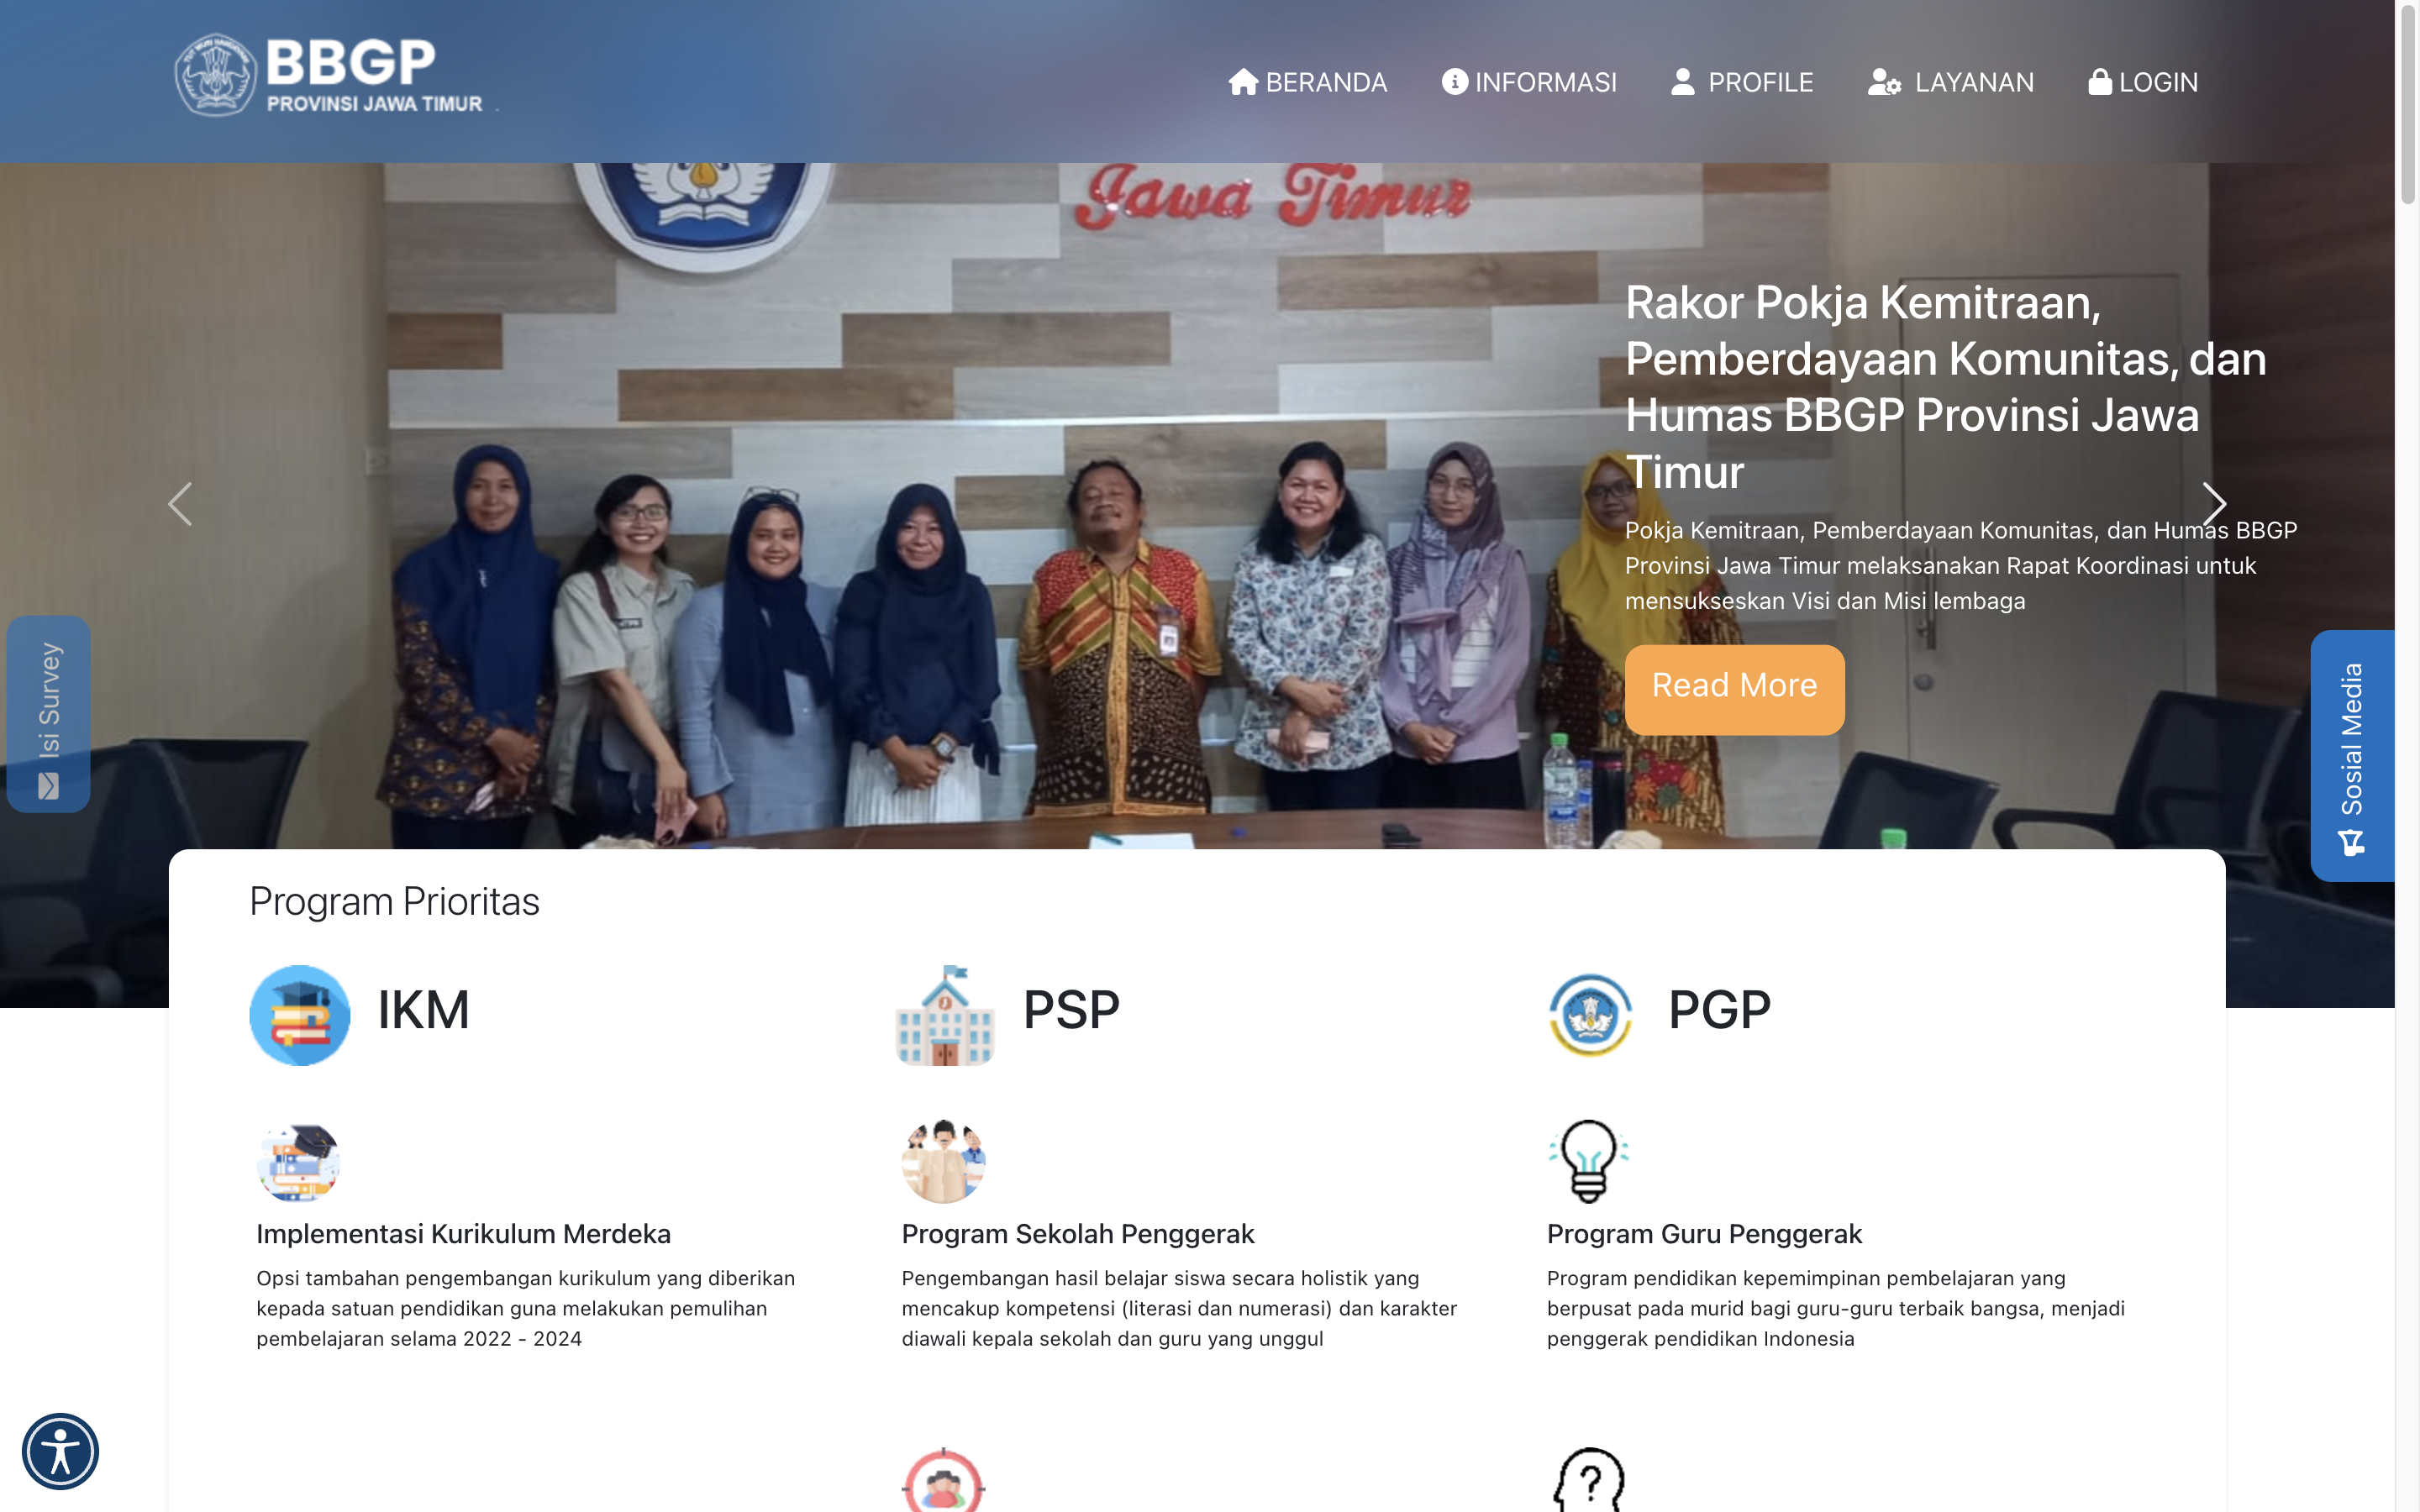 BBGP
PROVINSI JAWA TIMUR
BERANDA
INFORMASI
PROFILE
LAYANAN
LOGIN
Jawa Timur
Rakor Pokja Kemitraan,
Pemberdayaan Komunitas, dan
Humas BBGP Provinsi Jawa
Timur
Pokja Kemitraan, Pemberdayaan Komunitas, dan Humas BBGP
Provinsi Jawa Timur melaksanakan Rapat Koordinasi untuk
mensukseskan Visi dan Misi lembaga
Read More
Isi Survey
Sosial Media
Program Prioritas
IKM
PSP
PGP
Implementasi Kurikulum Merdeka
Opsi tambahan pengembangan kurikulum yang diberikan
kepada satuan pendidikan guna melakukan pemulihan
pembelajaran selama 2022 - 2024
Program Sekolah Penggerak
Pengembangan hasil belajar siswa secara holistik yang
mencakup kompetensi (literasi dan numerasi) dan karakter
diawali kepala sekolah dan guru yang unggul
Program Guru Penggerak
Program pendidikan kepemimpinan pembelajaran yang
berpusat pada murid bagi guru-guru terbaik bangsa, menjadi
penggerak pendidikan Indonesia